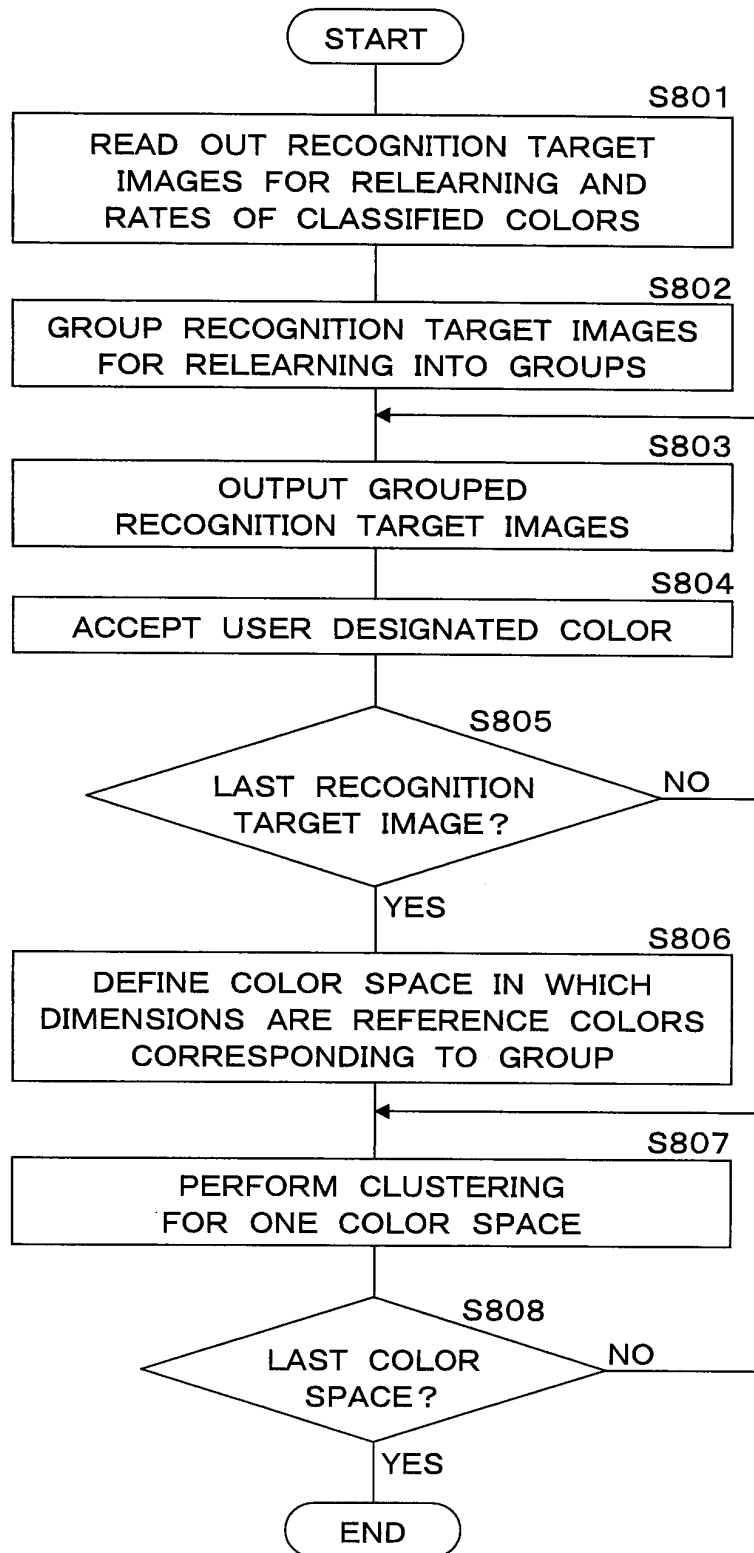 START
S801
READ OUT RECOGNITION TARGET
IMAGES FOR RELEARNING AND
RATES OF CLASSIFIED COLORS
S802
GROUP RECOGNITION TARGET IMAGES
FOR RELEARNING INTO GROUPS
S803
OUTPUT GROUPED
RECOGNITION TARGET IMAGES
S804
ACCEPT USER DESIGNATED COLOR
S805
LAST RECOGNITION
TARGET IMAGE?
NO
YES
S806
DEFINE COLOR SPACE IN WHICH
DIMENSIONS ARE REFERENCE COLORS
CORRESPONDING TO GROUP
S807
PERFORM CLUSTERING
FOR ONE COLOR SPACE
S808
LAST COLOR
SPACE?
NO
YES
END